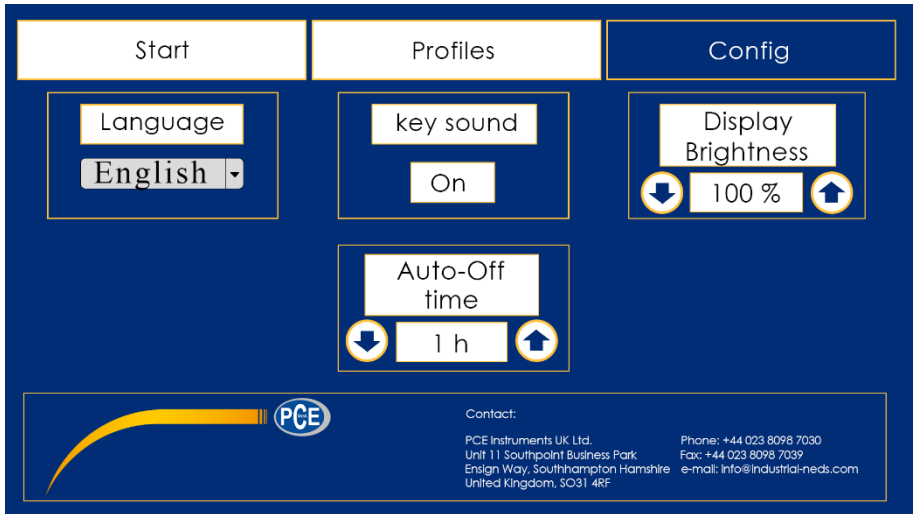 Start
Profiles
Config
Language
English
key sound
On
Display
Brightness
100 %
Auto-Off
time
1 h
PCE
Contact:
PCE Instruments UK Ltd.
Unit 11 Southpoint Business Park
Ensign Way, Southhampton Hamshire
United Kingdom, SO31 4RF
Phone: +44 023 8098 7030
Fax: +44 023 8098 7039
e-mail: info@industrial-neds.com